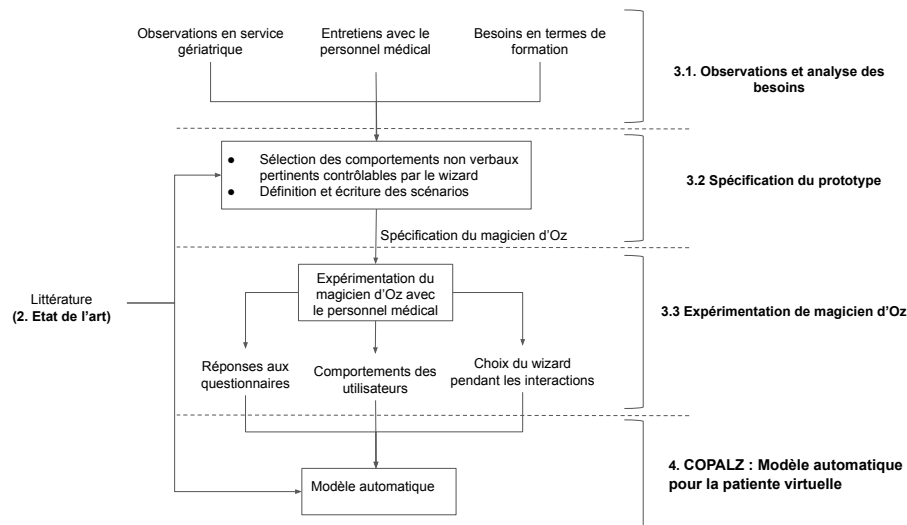 Observations en service
gériatrique
Entretiens avec le
personnel médical
Besoins en termes de
formation
3.1. Observations et analyse des
besoins
● Sélection des comportements non verbaux
pertinents contrôlables par le wizard
● Définition et écriture des scénarios
3.2 Spécification du prototype
Spécification du magicien d'Oz
Littérature
(2. Etat de l'art)
Expérimentation du
magicien d'Oz avec
le personnel médical
3.3 Expérimentation de magicien d'Oz
Réponses aux
questionnaires
Comportements des
utilisateurs
Choix du wizard
pendant les interactions
4. COPALZ : Modèle automatique
pour la patiente virtuelle
Modèle automatique